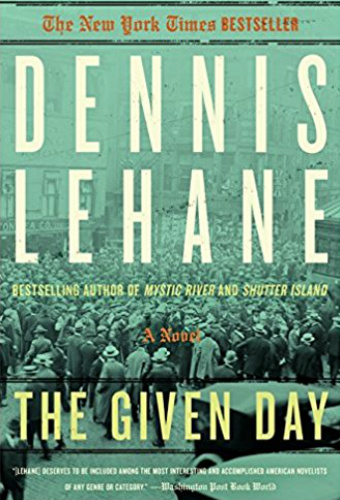 The New York Times BESTSELLER
DENNIS
LEHANE
BESTSELLING AUTHOR OF MYSTIC RIVER AND SHUTTER ISLAND
A Novel
THE GIVEN DAY
"[LEHANE] DESERVES TO BE INCLUDED AMONG THE MOST INTERESTING AND ACCOMPLISHED AMERICAN NOVELISTS
OF ANY GENRE OR CATEGORY." —Washington Post Book World